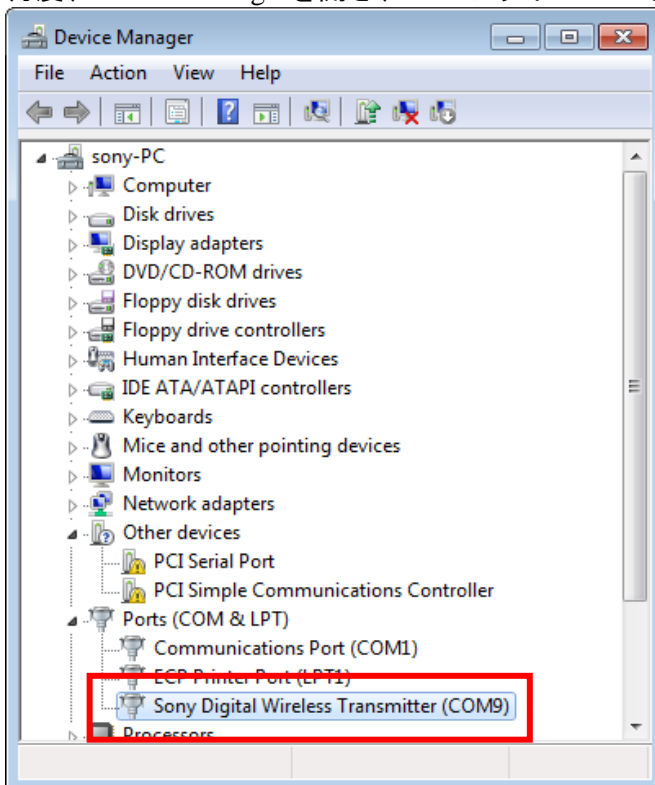 Device Manager
File Action View Help
sony-PC
Computer
Disk drives
Display adapters
DVD/CD-ROM drives
Floppy disk drives
Floppy drive controllers
Human Interface Devices
IDE ATA/ATAPI controllers
Keyboards
Mice and other pointing devices
Monitors
Network adapters
Other devices
PCI Serial Port
PCI Simple Communications Controller
Ports (COM & LPT)
Communications Port (COM1)
ECP Printer Port (LPT1)
Sony Digital Wireless Transmitter (COM9)
Processors